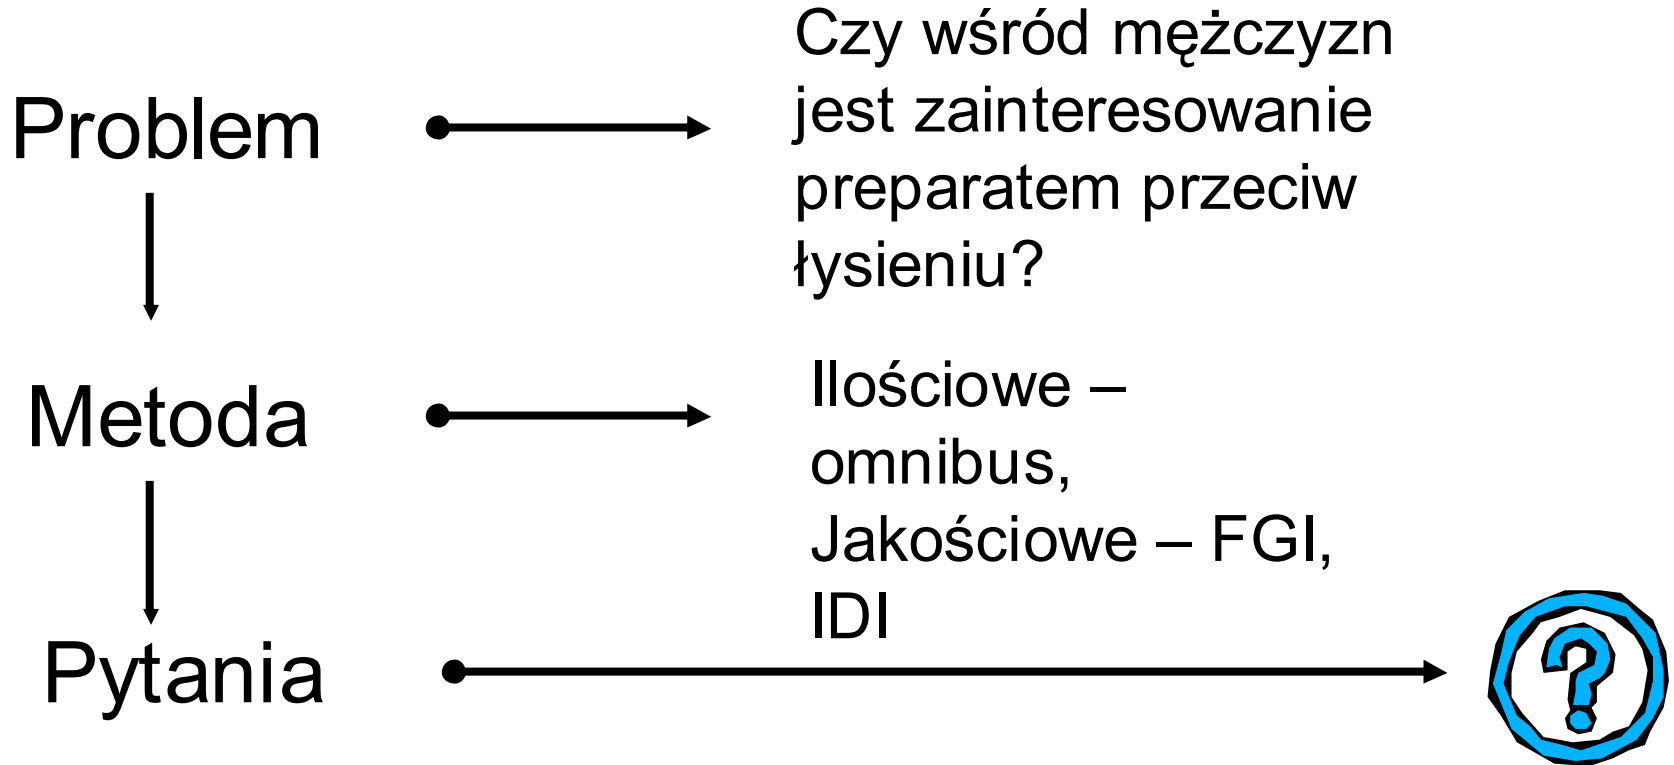 Problem
Czy wśród mężczyzn
jest zainteresowanie
preparatem przeciw
łysieniu?
Metoda
Ilościowe –
omnibus,
Jakościowe – FGI,
IDI
Pytania
?